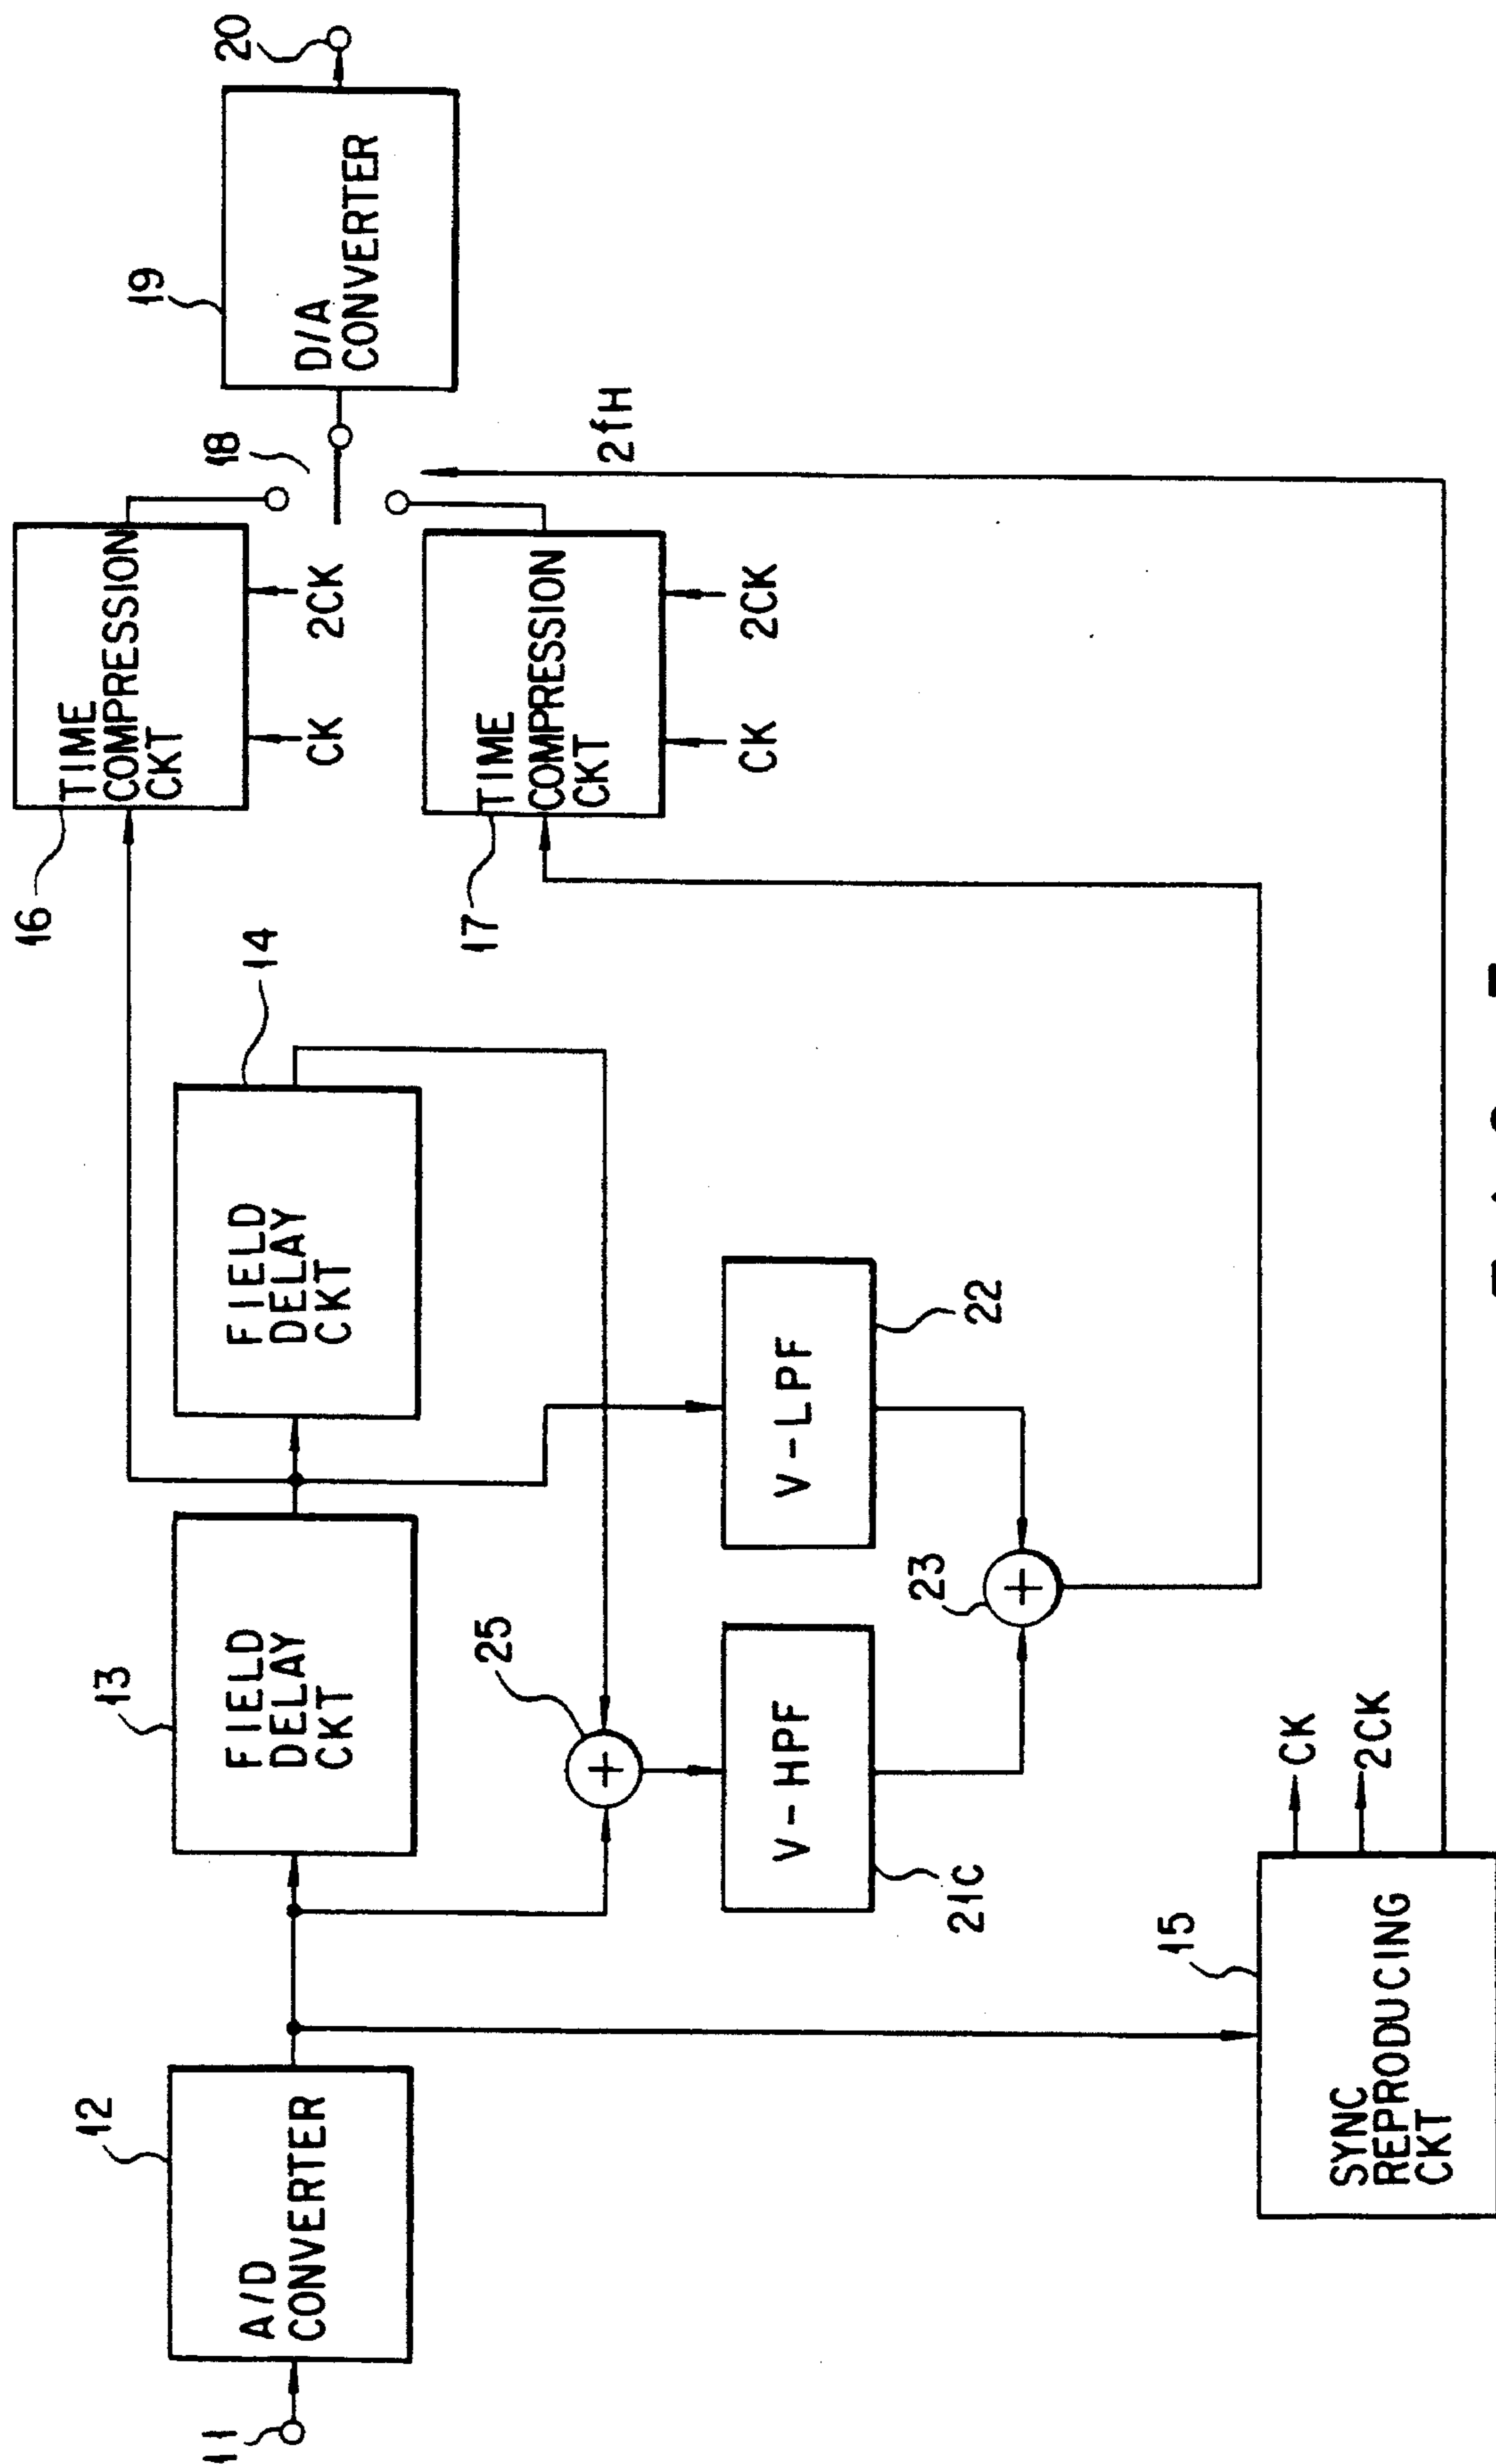 11
12
A/D
CONVERTER
13
FIELD
DELAY
CKT
14
FIELD
DELAY
CKT
16
TIME
COMPRESSION
CKT
CK
2CK
17
TIME
COMPRESSION
CKT
CK
2CK
18
2fH
19
D/A
CONVERTER
20
25
V-HPF
21C
V-LPF
22
23
15
SYNC
REPRODUCING
CKT
CK
2CK